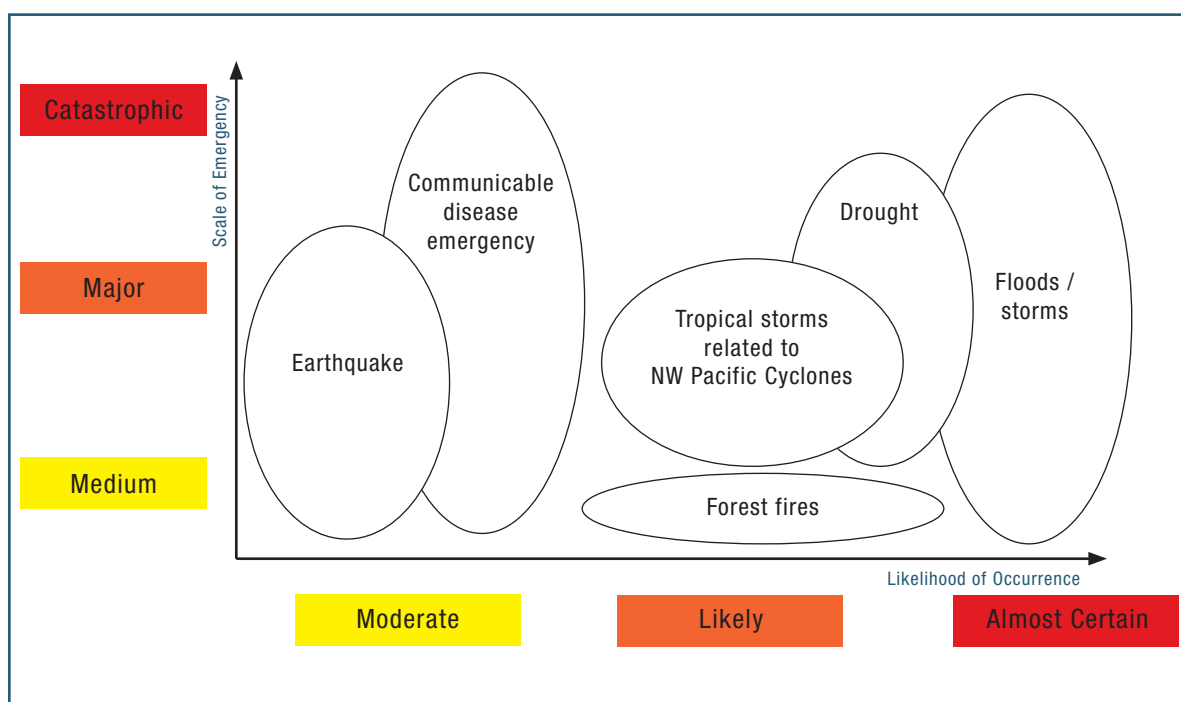 Catastrophic
Scale of Emergency
Communicable
disease
emergency
Drought
Major
Floods /
storms
Tropical storms
related to
NW Pacific Cyclones
Earthquake
Medium
Forest fires
Likelihood of Occurrence
Moderate
Likely
Almost Certain